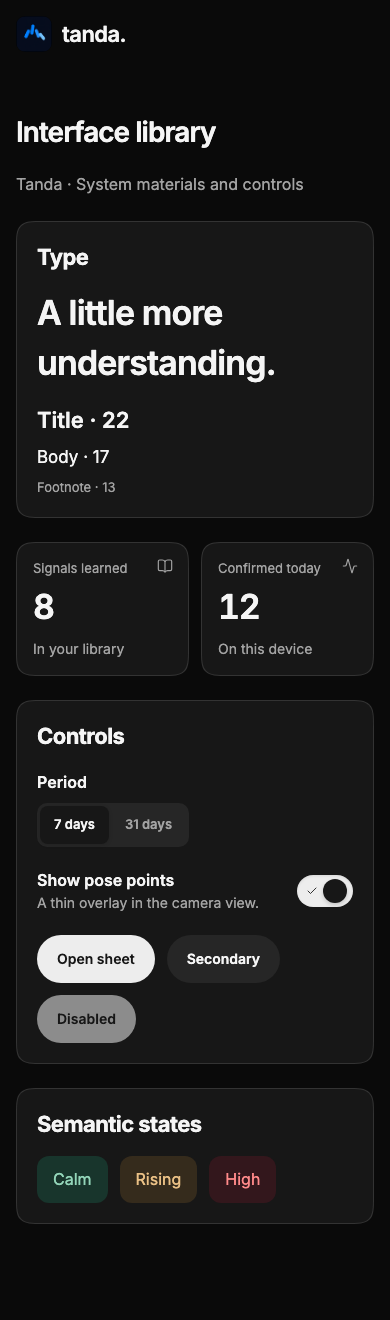 tanda.
Interface library
Tanda · System materials and controls
Type
A little more
understanding.
Title · 22
Body · 17
Footnote · 13
Signals learned
8
In your library
Confirmed today
12
On this device
Controls
Period
7 days
31 days
Show pose points
A thin overlay in the camera view.
Open sheet
Secondary
Disabled
Semantic states
Calm
Rising
High